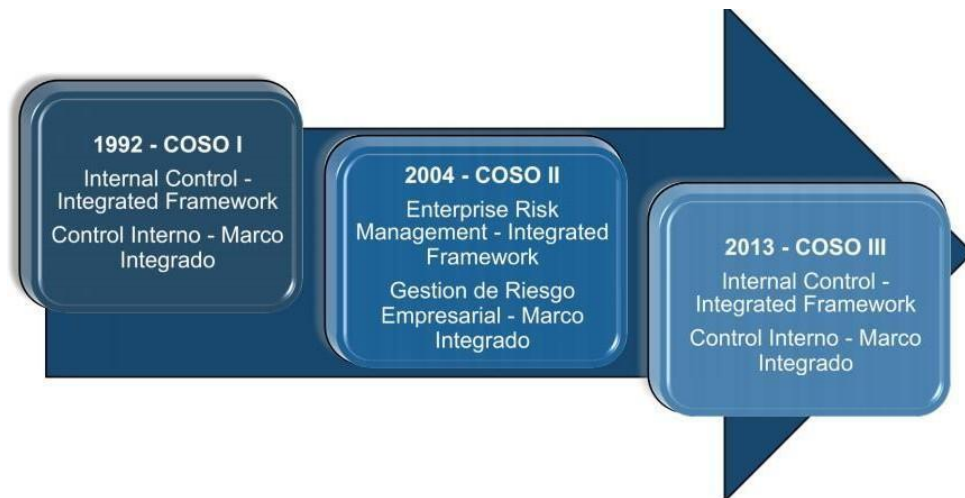 1992 - COSO I
Internal Control -
Integrated Framework
Control Interno - Marco
Integrado
2004 - COSO II
Enterprise Risk
Management - Integrated
Framework
Gestion de Riesgo
Empresarial - Marco
Integrado
2013 - COSO III
Internal Control -
Integrated Framework
Control Interno - Marco
Integrado